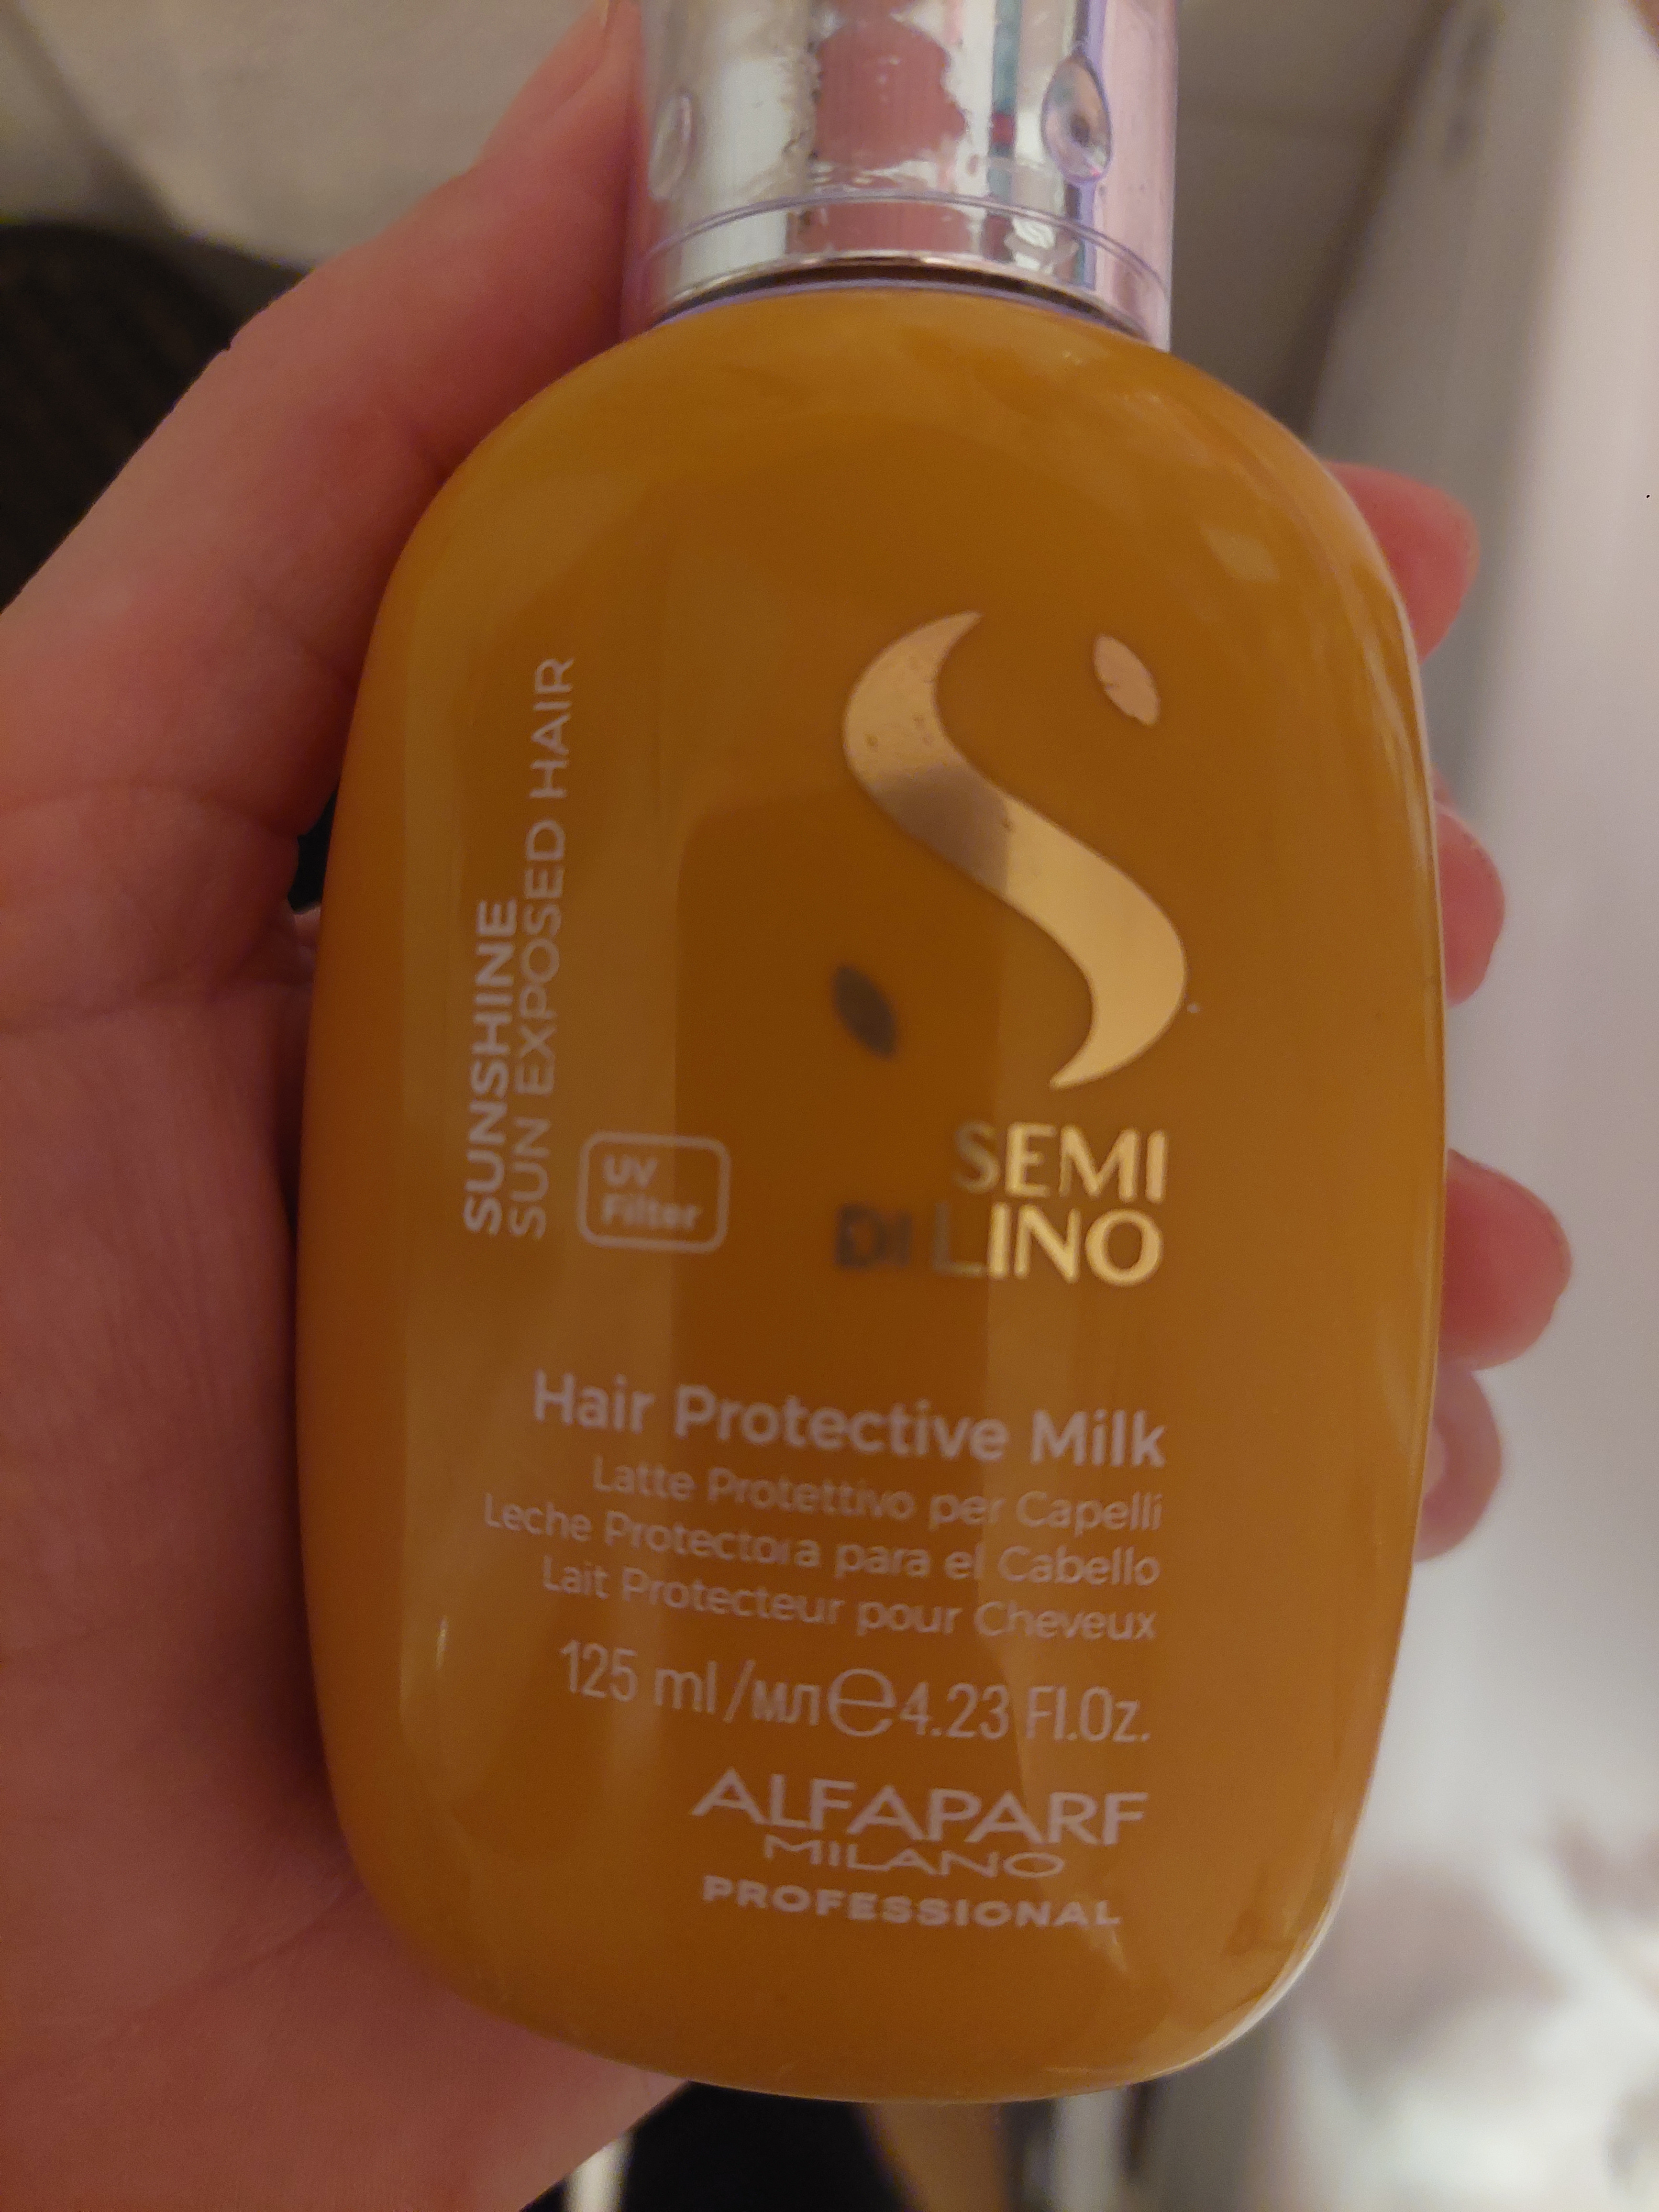 SUNSHINE
SUN EXPOSED HAIR
UV
Filter
SEMI
DI LINO
Hair Protective Milk
Latte Protettivo per Capelli
Leche Protectora para el Cabello
Lait Protecteur pour Cheveux
125 ml/мл℮4.23 Fl.Oz.
ALFAPARF
MILANO
PROFESSIONAL